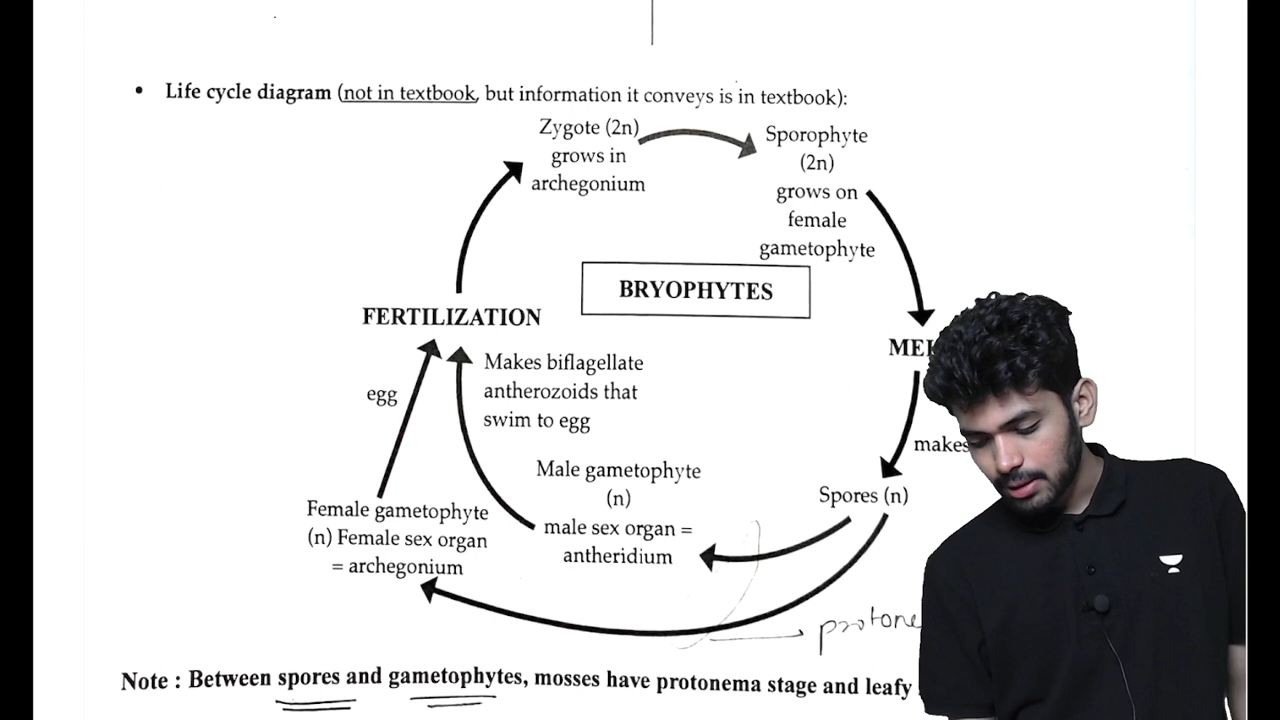 • Life cycle diagram (not in textbook, but information it conveys is in textbook):
Zygote (2n)
grows in
archegonium
Sporophyte
(2n)
grows on
female
gametophyte
BRYOPHYTES
FERTILIZATION
MEI
egg
Makes biflagellate
antherozoids that
swim to egg
makes
Male gametophyte
(n)
male sex organ =
antheridium
Spores (n)
Female gametophyte
(n) Female sex organ
= archegonium
protone
Note : Between spores and gametophytes, mosses have protonema stage and leafy